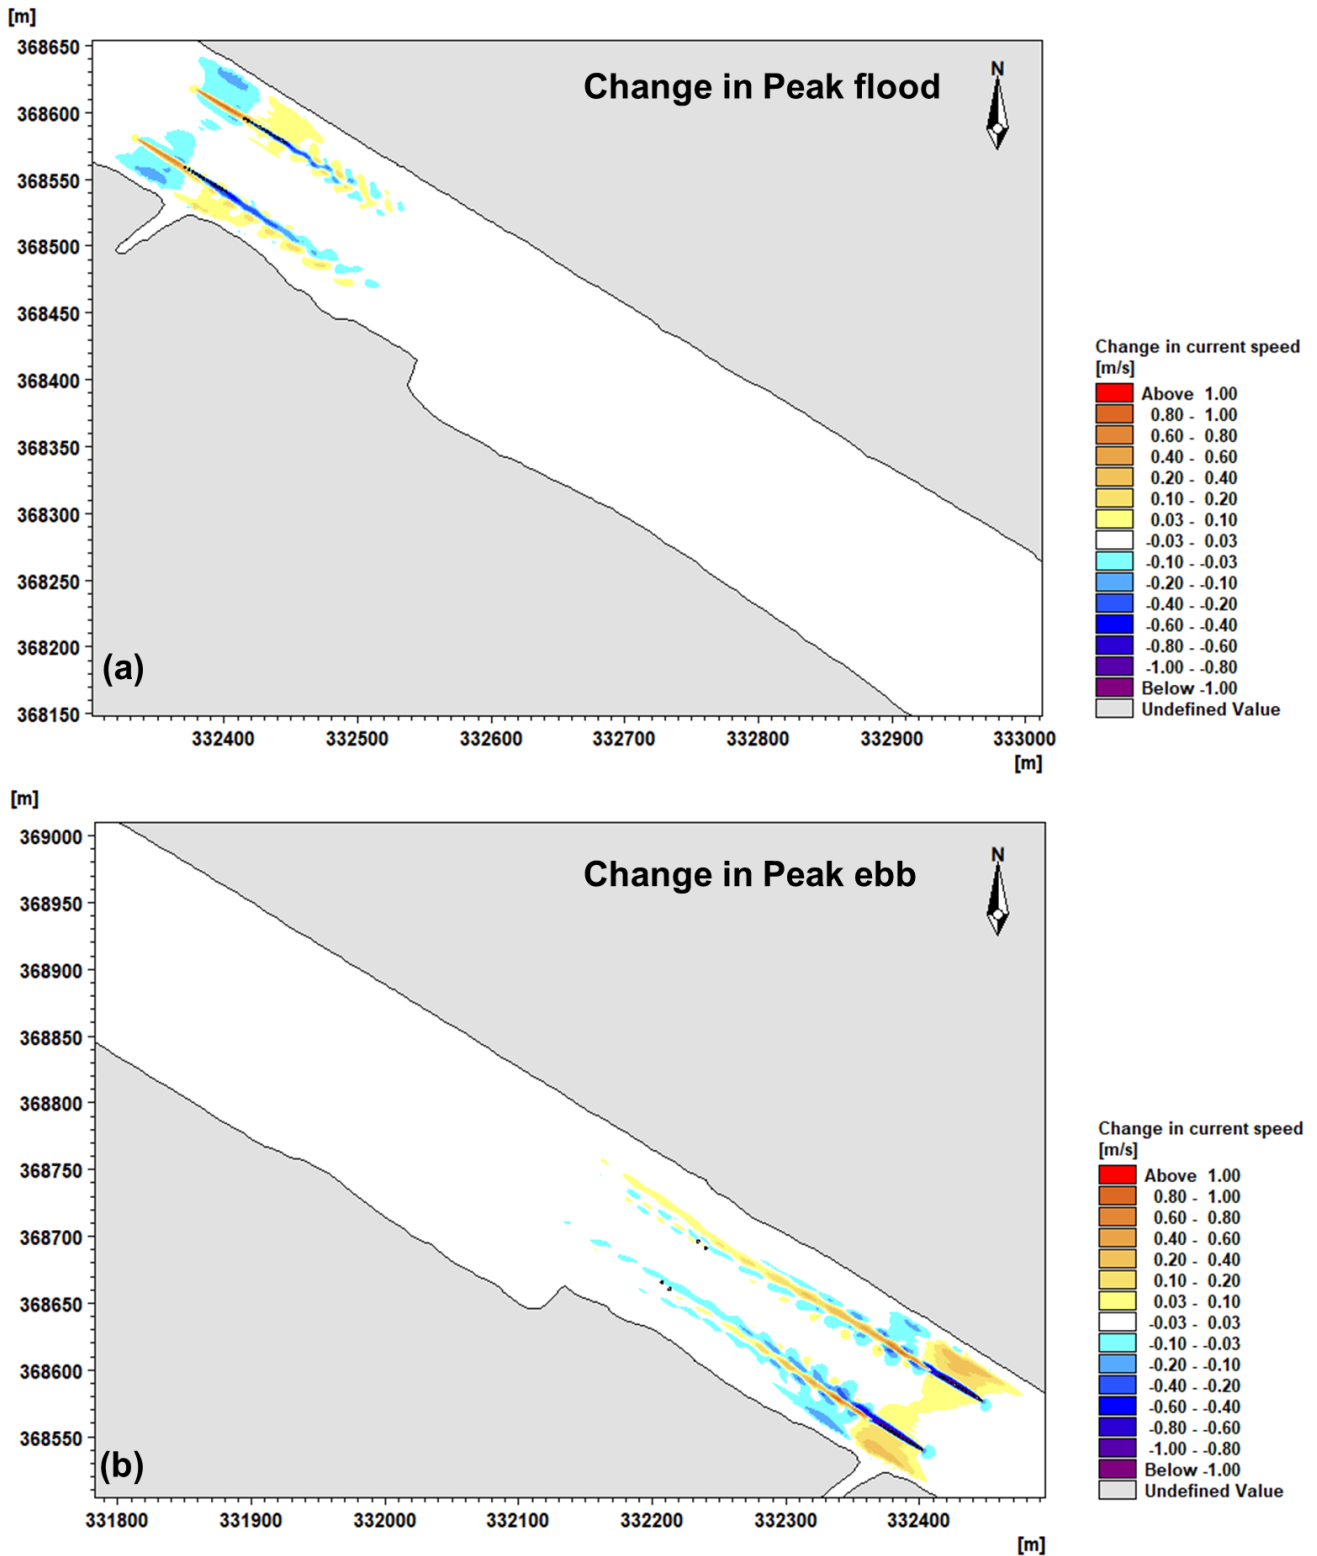 [m]
368650
Change in Peak flood
N
368600
368550
368500
368450
368400
368350
368300
368250
368200
368150
(a)
332400 332500 332600 332700 332800 332900 333000
[m]
Change in current speed
[m/s]
Above 1.00
0.80 - 1.00
0.60 - 0.80
0.40 - 0.60
0.20 - 0.40
0.10 - 0.20
0.03 - 0.10
-0.03 - 0.03
-0.10 - -0.03
-0.20 - -0.10
-0.40 - -0.20
-0.60 - -0.40
-0.80 - -0.60
-1.00 - -0.80
Below -1.00
Undefined Value
[m]
369000
Change in Peak ebb
N
368950
368900
368850
368800
368750
368700
368650
368600
368550
(b)
331800 331900 332000 332100 332200 332300 332400
[m]
Change in current speed
[m/s]
Above 1.00
0.80 - 1.00
0.60 - 0.80
0.40 - 0.60
0.20 - 0.40
0.10 - 0.20
0.03 - 0.10
-0.03 - 0.03
-0.10 - -0.03
-0.20 - -0.10
-0.40 - -0.20
-0.60 - -0.40
-0.80 - -0.60
-1.00 - -0.80
Below -1.00
Undefined Value